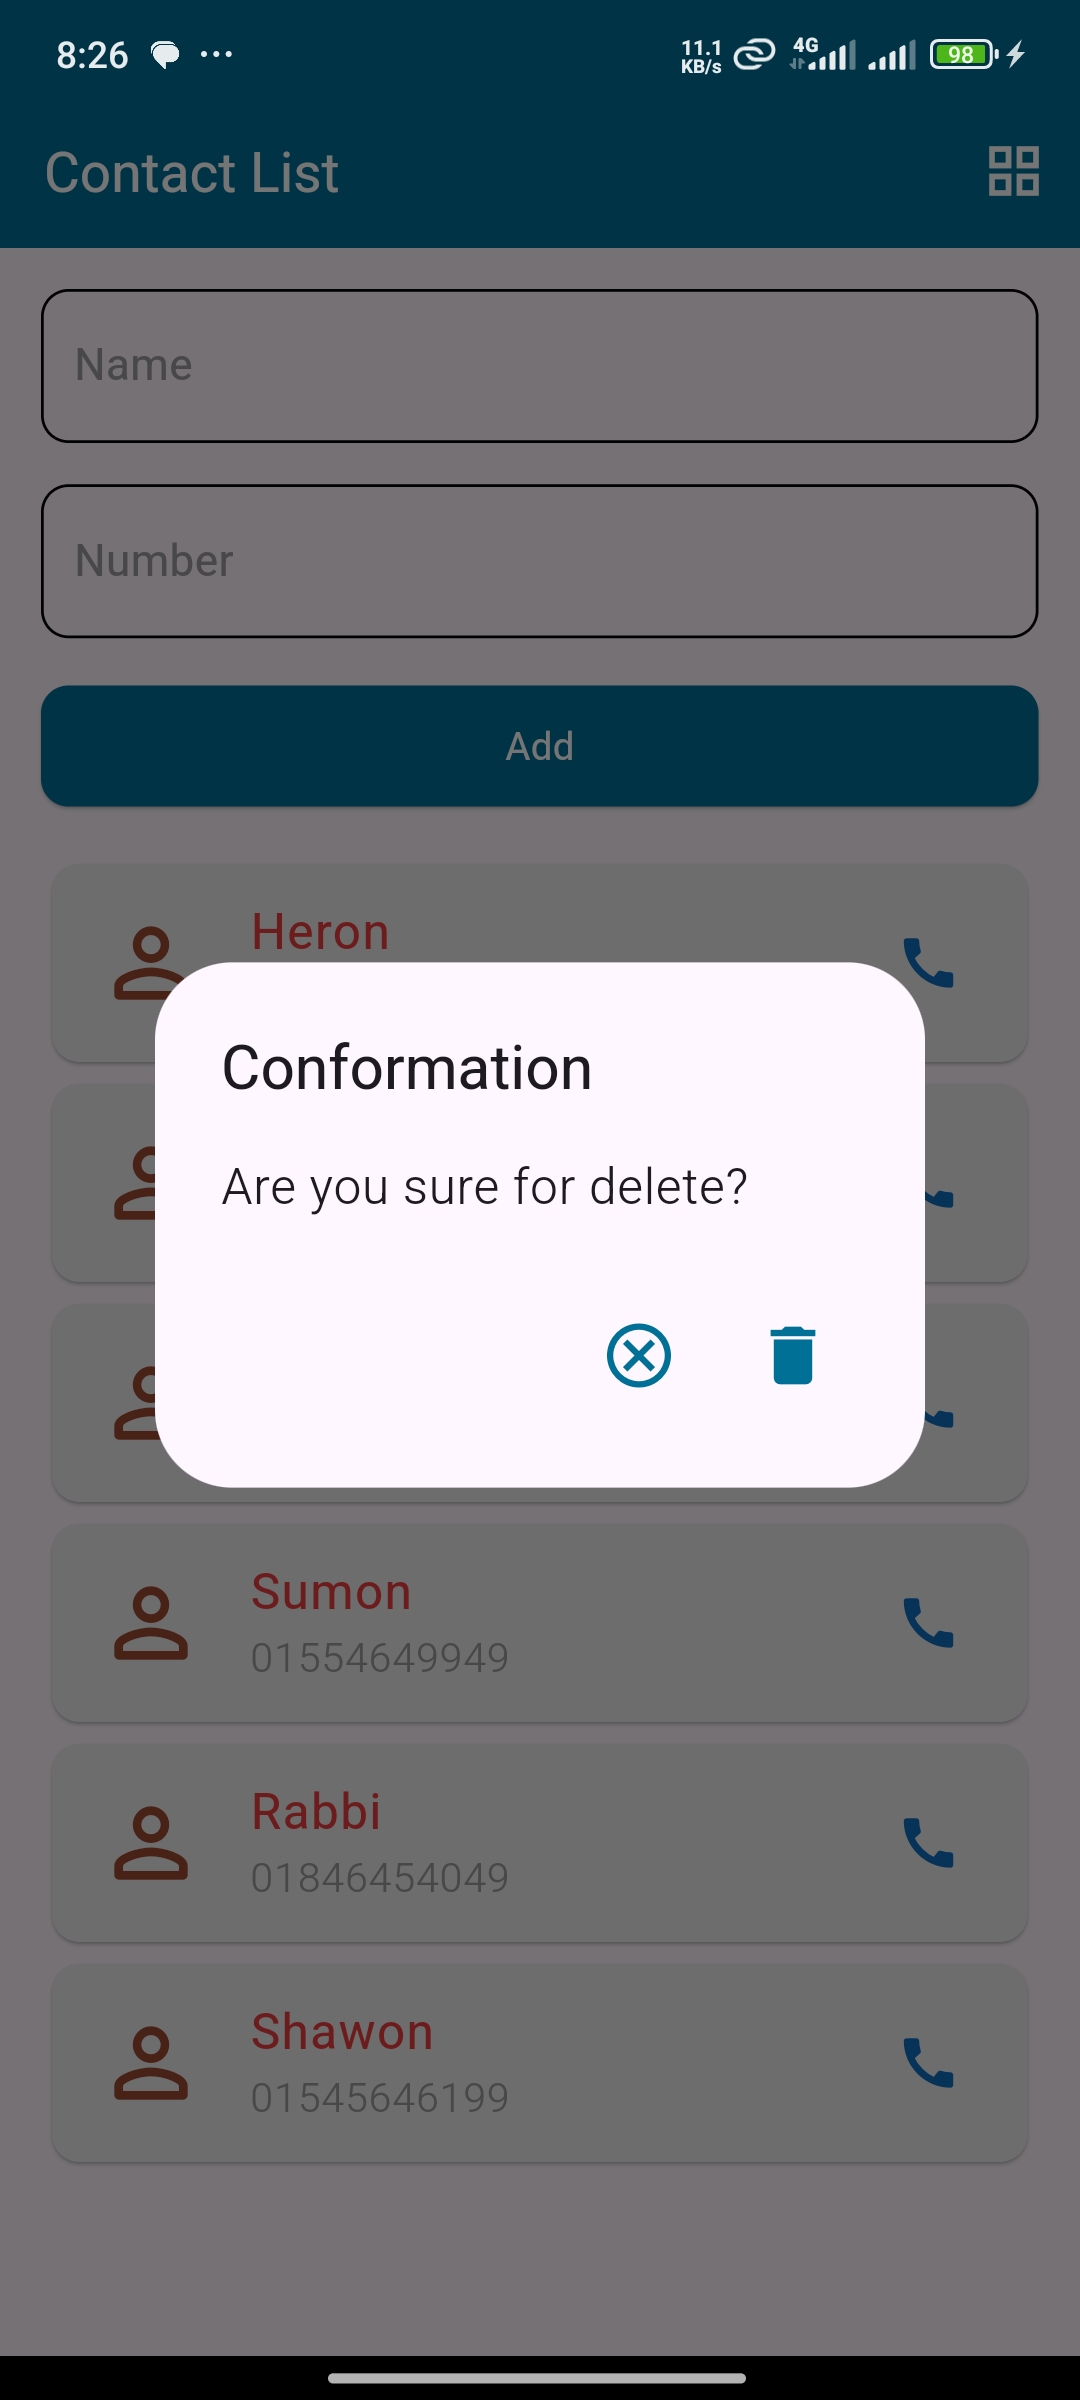 8:26
11.1
KB/s
4G
98
Contact List
Name
Number
Add
Heron
Conformation
Are you sure for delete?
Sumon
01554649949
Rabbi
01846454049
Shawon
01545646199